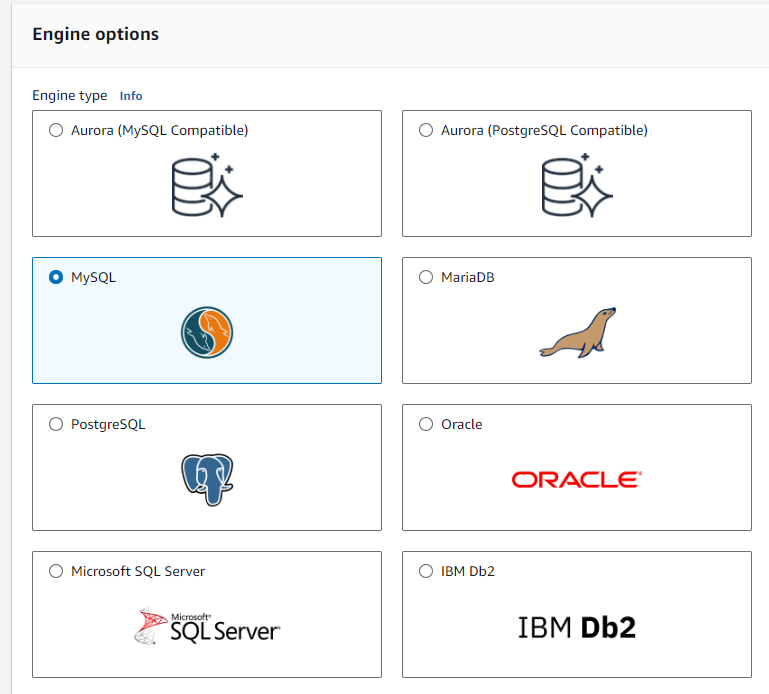 Engine options
Engine type Info
Aurora (MySQL Compatible)
Aurora (PostgreSQL Compatible)
MySQL
MariaDB
PostgreSQL
Oracle
ORACLE®
Microsoft SQL Server
Microsoft®
SQL Server®
IBM Db2
IBM Db2